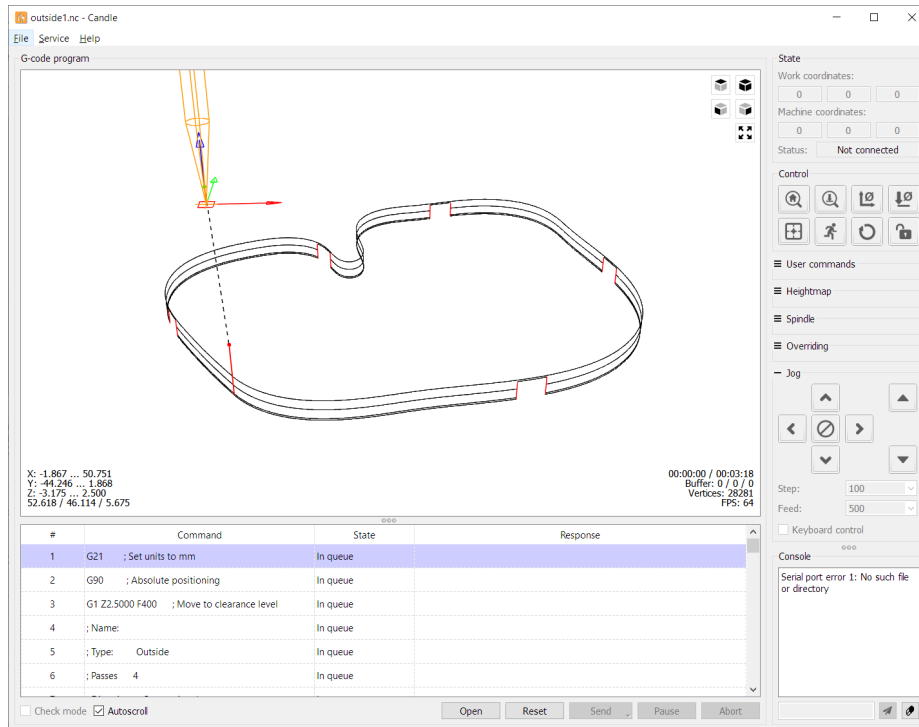 outside1.nc - Candle
File Service Help
G-code program
X: -1.867 ... 50.751
Y: -44.246 ... 1.868
Z: -3.175 ... 2.500
52.618 / 46.114 / 5.675
00:00:00 / 00:03:18
Buffer: 0 / 0 / 0
Vertices: 28281
FPS: 64
# Command State Response
1 G21 ; Set units to mm In queue
2 G90 ; Absolute positioning In queue
3 G1 Z2.5000 F400 ; Move to clearance level In queue
4 ; Name: In queue
5 ; Type: Outside In queue
6 ; Passes 4 In queue
Check mode Autoscroll Open Reset Send Pause Abort
State
Work coordinates:
0 0 0
Machine coordinates:
0 0 0
Status: Not connected
Control
User commands
Heightmap
Spindle
Overriding
Jog
Step: 100
Feed: 500
Keyboard control
Console
Serial port error 1: No such file
or directory